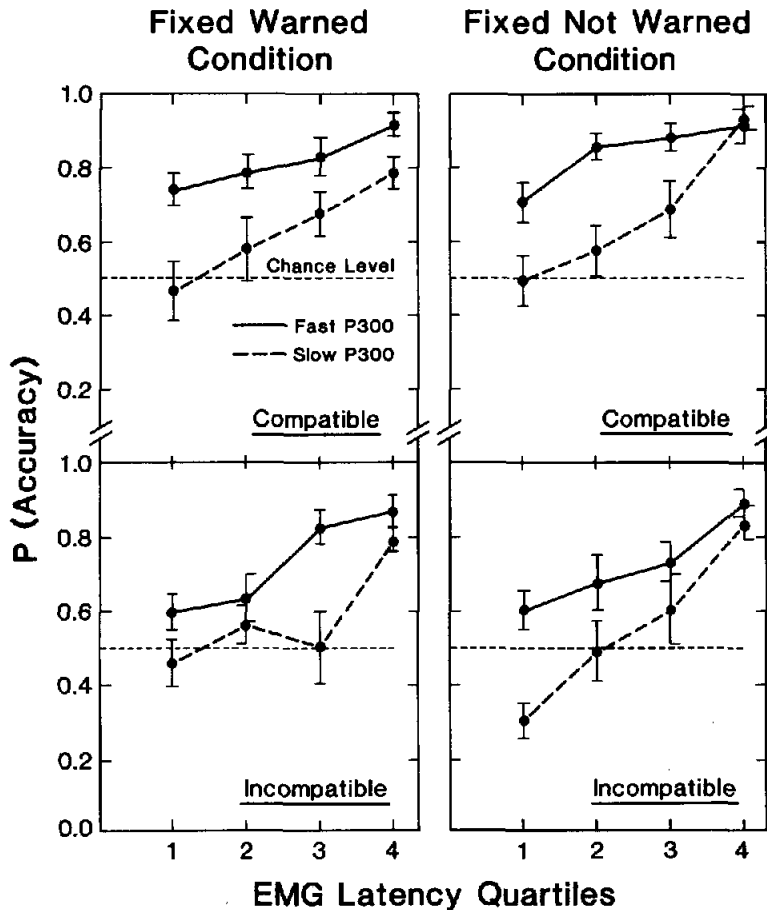 Fixed Warned
Condition
Fixed Not Warned
Condition
1.0
0.8
0.6
0.4
0.2
Chance Level
Fast P300
Slow P300
Compatible
Compatible
P (Accuracy)
1.0
0.8
0.6
0.4
0.2
0.0
Incompatible
Incompatible
1 2 3 4
1 2 3 4
EMG Latency Quartiles